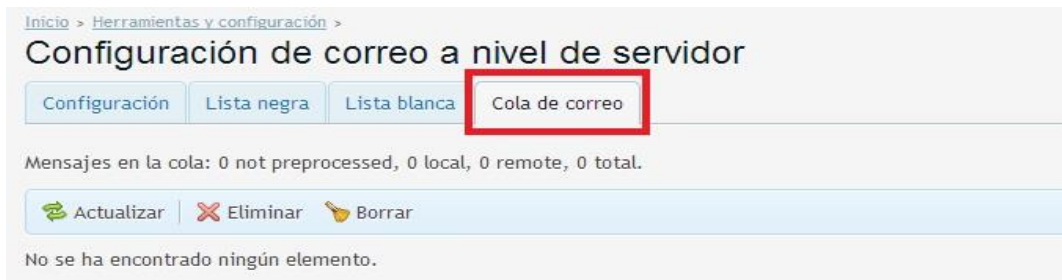 Inicio > Herramientas y configuración >
Configuración de correo a nivel de servidor
Configuración Lista negra Lista blanca Cola de correo
Mensajes en la cola: 0 not preprocessed, 0 local, 0 remote, 0 total.
Actualizar Eliminar Borrar
No se ha encontrado ningún elemento.